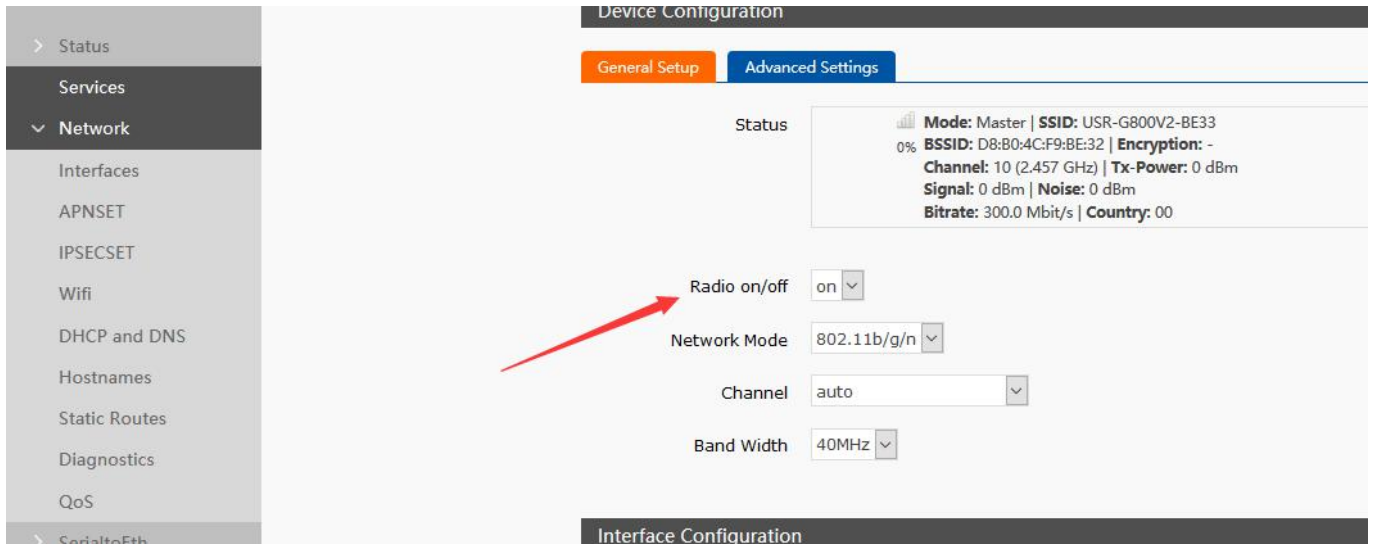 Device Configuration
Status
Services
Network
Interfaces
APNSET
IPSECSET
Wifi
DHCP and DNS
Hostnames
Static Routes
Diagnostics
QoS
SerialtoEth
General Setup
Advanced Settings
Status
Mode: Master | SSID: USR-G800V2-BE33
0% BSSID: D8:B0:4C:F9:BE:32 | Encryption: -
Channel: 10 (2.457 GHz) | Tx-Power: 0 dBm
Signal: 0 dBm | Noise: 0 dBm
Bitrate: 300.0 Mbit/s | Country: 00
Radio on/off on
Network Mode 802.11b/g/n
Channel auto
Band Width 40MHz
Interface Configuration